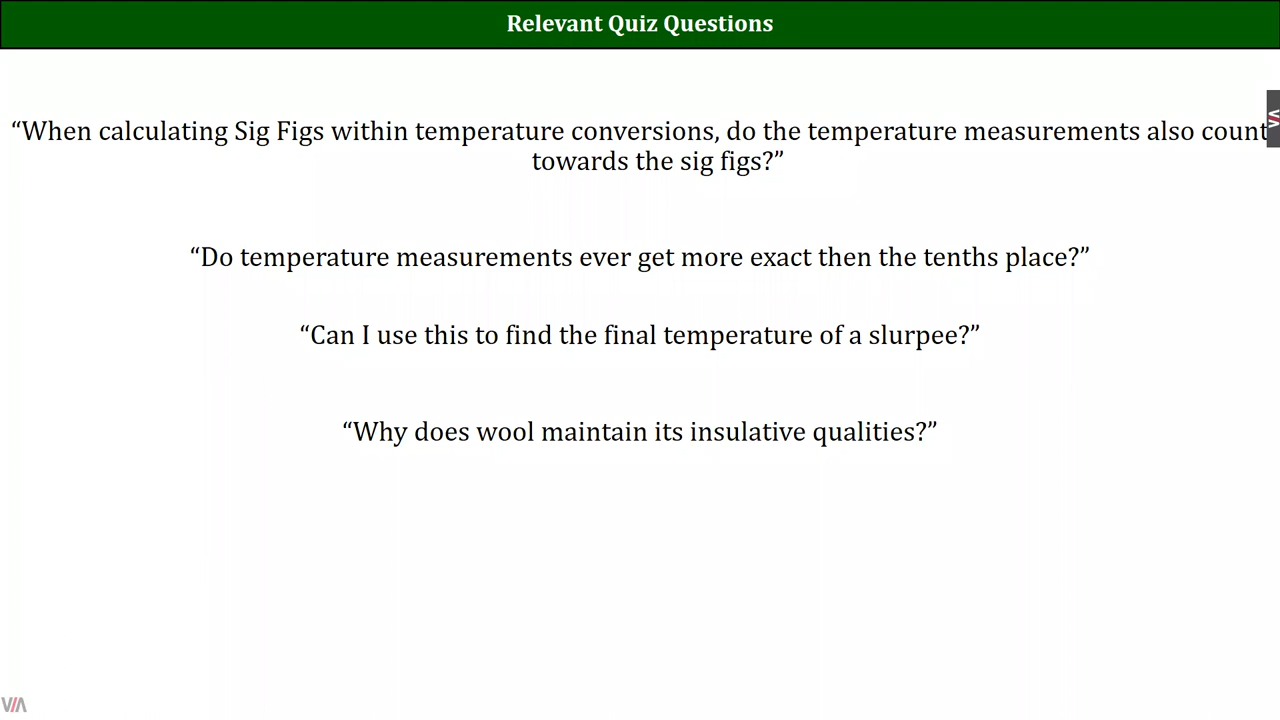 Relevant Quiz Questions
“When calculating Sig Figs within temperature conversions, do the temperature measurements also count
towards the sig figs?”
“Do temperature measurements ever get more exact then the tenths place?”
“Can I use this to find the final temperature of a slurpee?”
“Why does wool maintain its insulative qualities?”
VIA